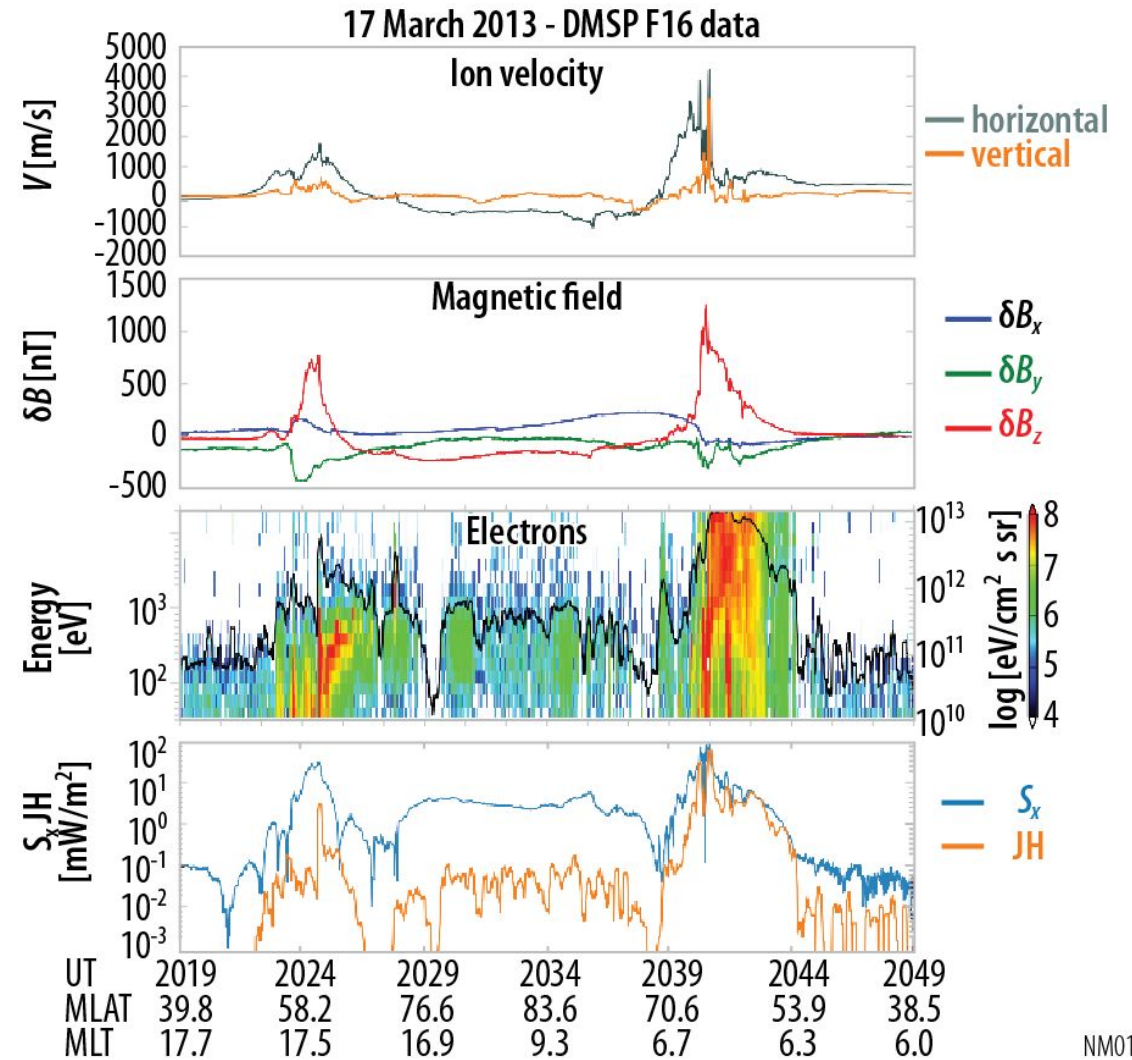 17 March 2013 - DMSP F16 data
Ion velocity
V [m/s]
5000
4000
3000
2000
1000
0
-1000
-2000
horizontal
vertical
Magnetic field
δB [nT]
1500
1000
500
0
-500
δBx
δBy
δBz
Electrons
Energy
[eV]
10³
10²
10¹³
10¹²
10¹¹
10¹⁰
log [eV/cm² s sr]
8
7
6
5
4
SxJH
[mW/m²]
10²
10¹
10⁰
10⁻¹
10⁻²
10⁻³
Sx
JH
UT 2019 2024 2029 2034 2039 2044 2049
MLAT 39.8 58.2 76.6 83.6 70.6 53.9 38.5
MLT 17.7 17.5 16.9 9.3 6.7 6.3 6.0
NM01